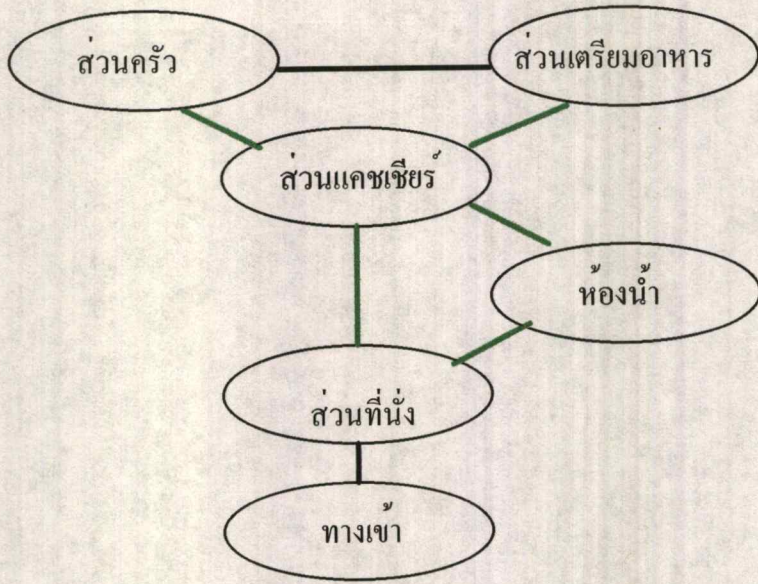 ส่วนครัว
ส่วนเตรียมอาหาร
ส่วนแคชเชียร์
ห้องน้ำ
ส่วนที่นั่ง
ทางเข้า